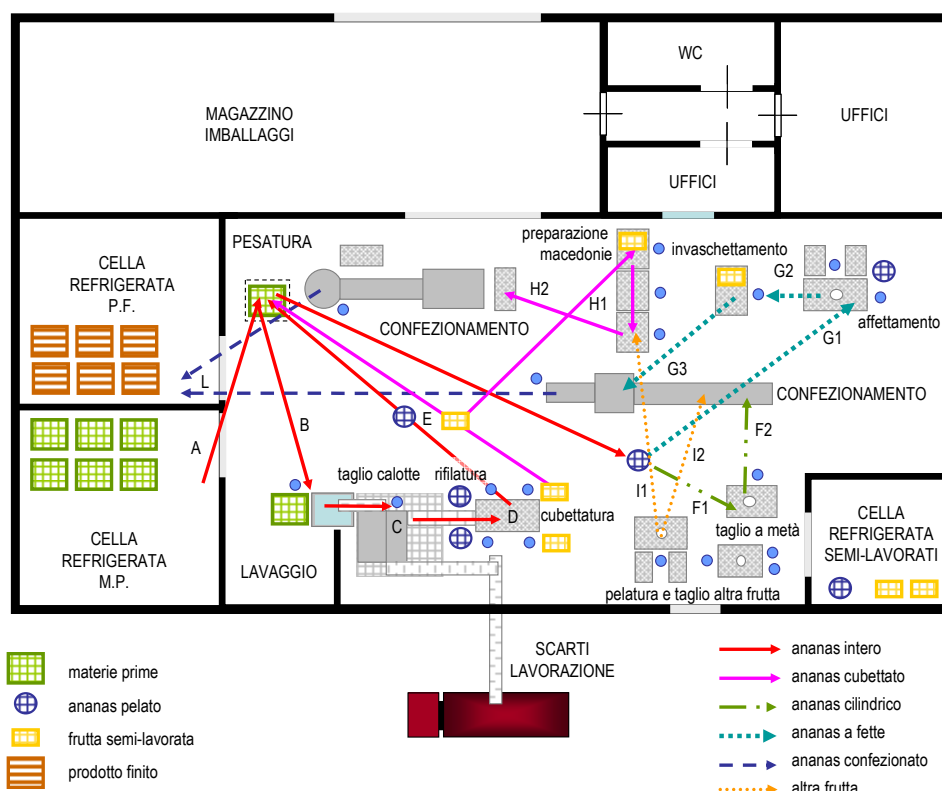 WC
MAGAZZINO
IMBALLAGGI
UFFICI
UFFICI
PESATURA
preparazione
macedonie
invaschettamento
G2
CELLA
REFRIGERATA
P.F.
H2
H1
affettamento
CONFEZIONAMENTO
G1
G3
L
CONFEZIONAMENTO
E
B
A
F2
I2
taglio calotte
rifilatura
I1
F1
C
D
cubettatura
taglio a metà
CELLA
REFRIGERATA
SEMI-LAVORATI
CELLA
REFRIGERATA
M.P.
LAVAGGIO
pelatura e taglio altra frutta
SCARTI
LAVORAZIONE
materie prime
ananas pelato
frutta semi-lavorata
prodotto finito
ananas intero
ananas cubettato
ananas cilindrico
ananas a fette
ananas confezionato
altra frutta